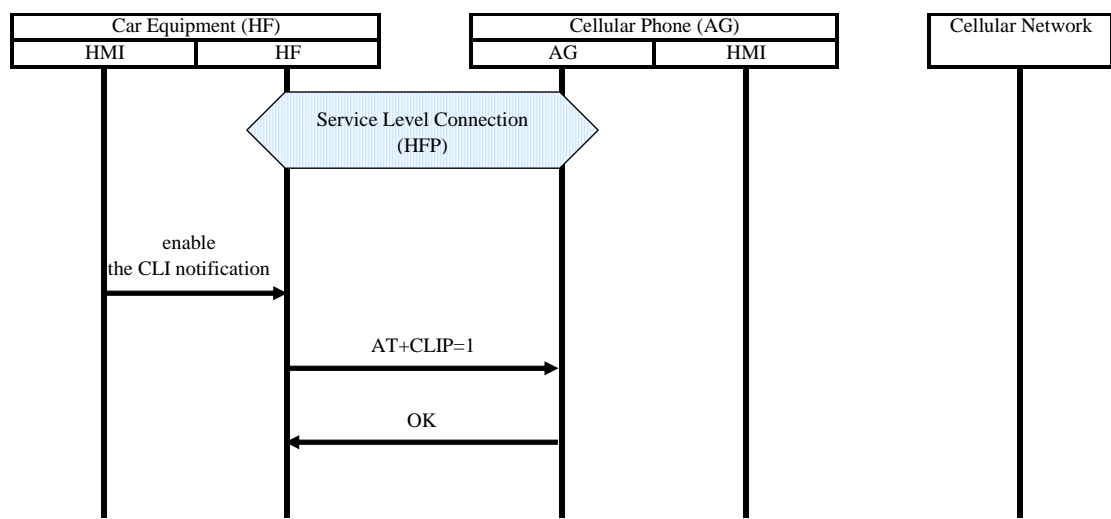 Car Equipment (HF)
Cellular Phone (AG)
Cellular Network
HMI
HF
AG
HMI
Service Level Connection
(HFP)
enable
the CLI notification
AT+CLIP=1
OK